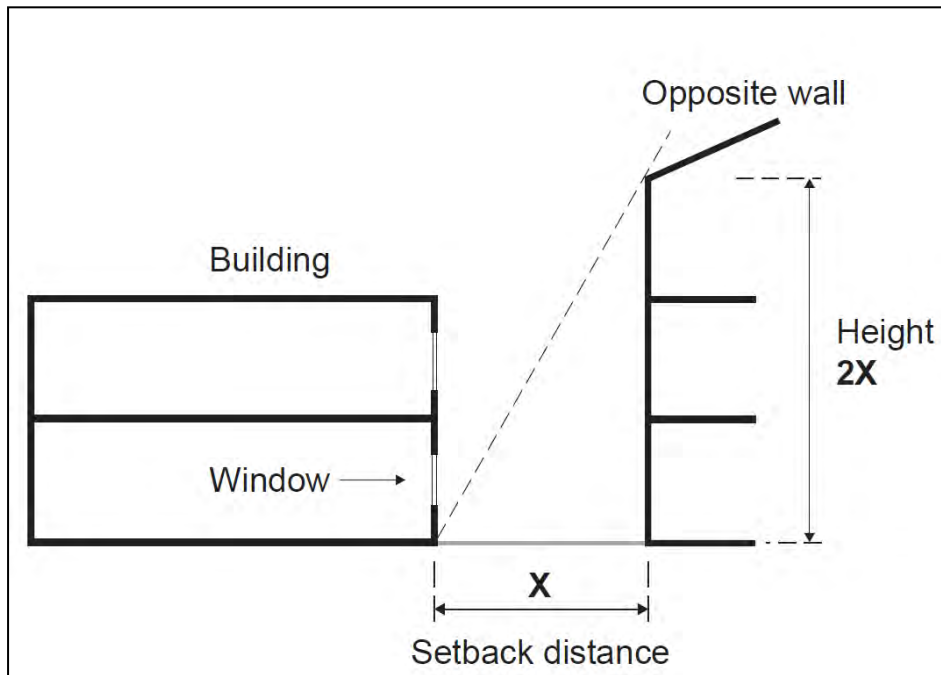 Opposite wall
Building
Height
2X
Window
X
Setback distance